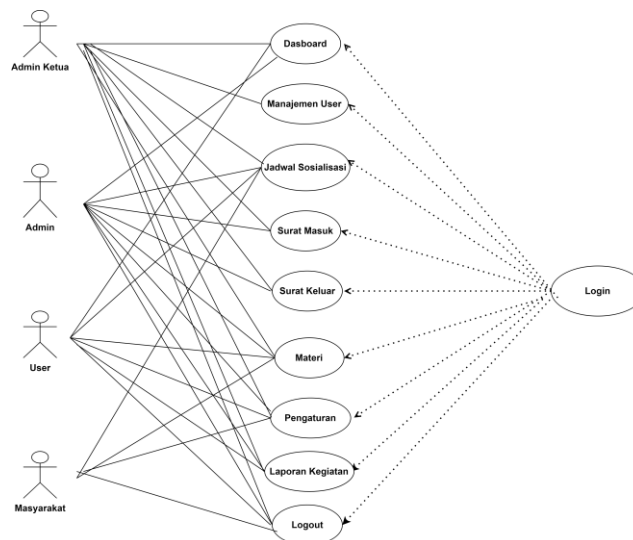 Admin Ketua
Admin
User
Masyarakat
Dasboard
Manajemen User
Jadwal Sosialisasi
Surat Masuk
Surat Keluar
Materi
Pengaturan
Laporan Kegiatan
Logout
Login